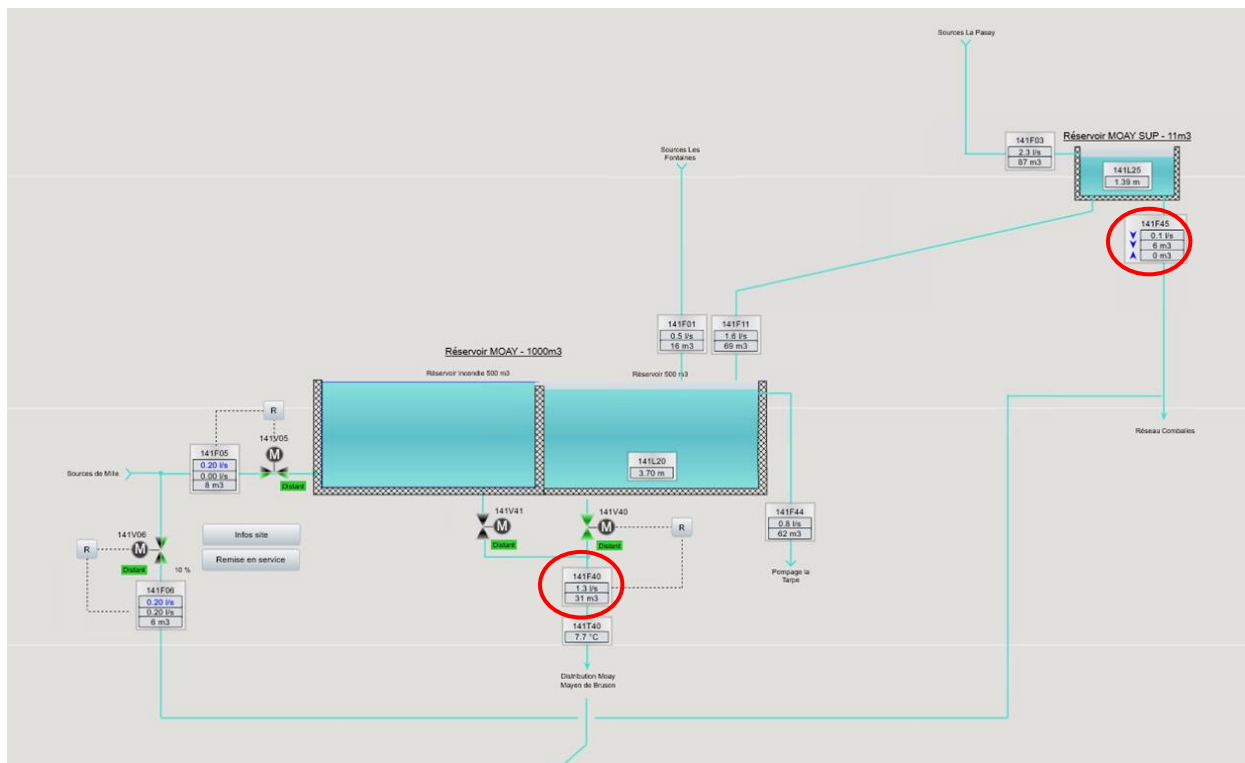 Sources La Pasay
Réservoir MOAY SUP - 11m3
141F03
2.3 l/s
87 m3
141L25
1.39 m
141F45
0.1 l/s
6 m3
0 m3
Sources Les
Fontaines
141F01
0.5 l/s
16 m3
141F11
1.6 l/s
69 m3
Réservoir MOAY - 1000m3
Réservoir incendie 500 m3
Réservoir 500 m3
R
141V05
M
141F05
0.20 l/s
0.00 l/s
8 m3
Distant
Sources de Mille
141L20
3.70 m
Réseau Comballes
141V06
R
M
Distant
10 %
Infos site
Remise en service
141V41
M
Distant
141V40
M
Distant
R
141F44
0.8 l/s
62 m3
Pompage la
Tarpe
141F06
0.20 l/s
0.20 l/s
6 m3
141F40
1.3 l/s
31 m3
141T40
7.7 °C
Distribution Moay
Mayen de Bruson